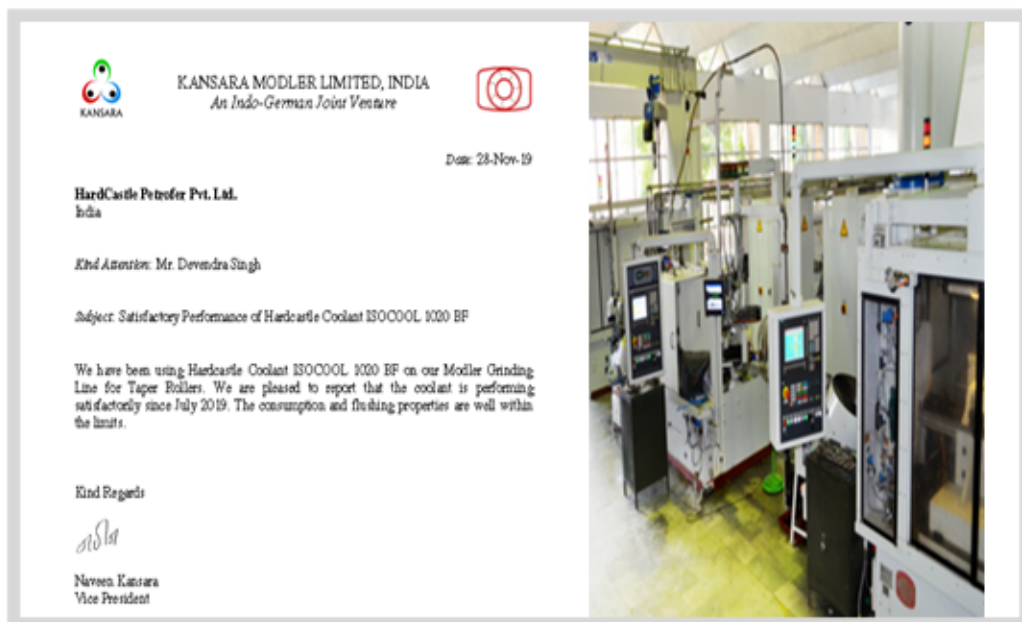 KANSARA MODLER LIMITED, INDIA
An Indo-German Joint Venture
KANSARA
Date: 28-Nov-19
HardCastle Petrofer Pvt. Ltd.
India
Kind Attention: Mr. Devendra Singh
Subject: Satisfactory Performance of Hardcastle Coolant ISOCOOL 1020 BF
We have been using Hardcastle Coolant ISOCOOL 1020 BF on our Modler Grinding
Line for Taper Rollers. We are pleased to report that the coolant is performing
satisfactorily since July 2019. The consumption and flushing properties are well within
the limits.
Kind Regards
Naveen Kansara
Vice President